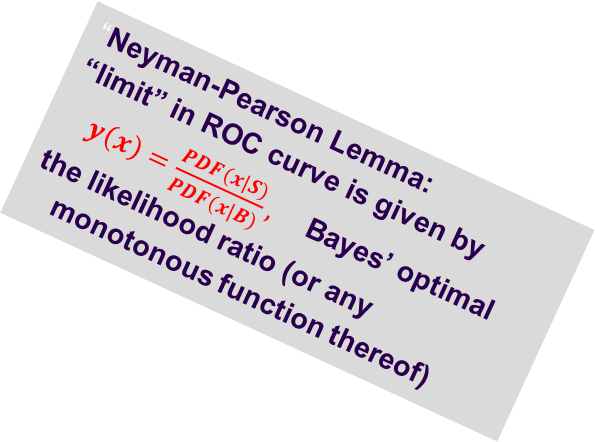 “Neyman-Pearson Lemma:
“limit” in ROC curve is given by
y(x) = PDF(x|S)/PDF(x|B), Bayes’ optimal
the likelihood ratio (or any
monotonous function thereof)